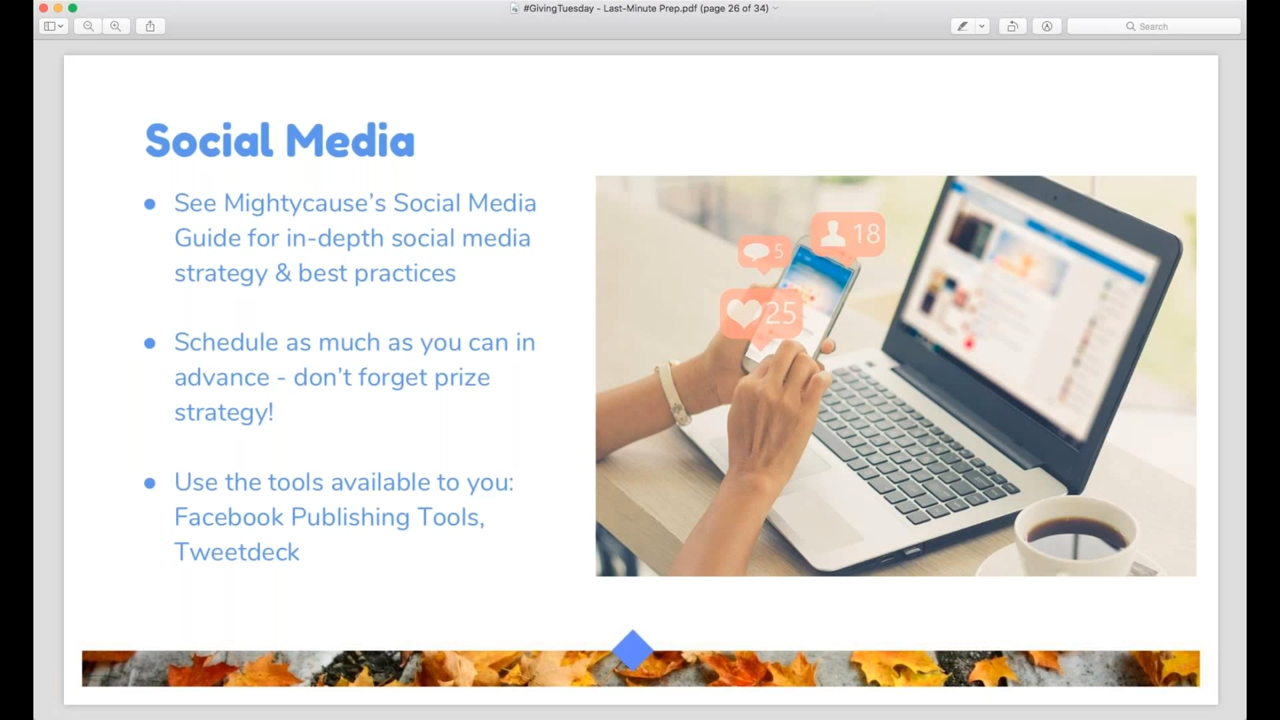 #GivingTuesday - Last-Minute Prep.pdf (page 26 of 34)
Search
Social Media
● See Mightycause’s Social Media
Guide for in-depth social media
strategy & best practices
● Schedule as much as you can in
advance - don’t forget prize
strategy!
● Use the tools available to you:
Facebook Publishing Tools,
Tweetdeck
18
5
25